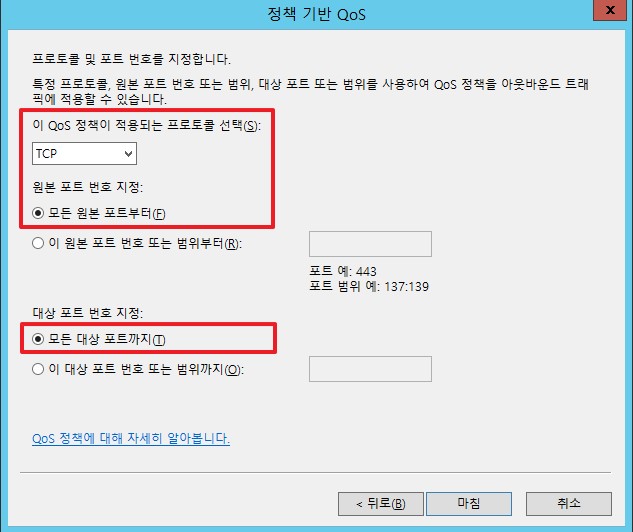 정책 기반 QoS
x
프로토콜 및 포트 번호를 지정합니다.
특정 프로토콜, 원본 포트 번호 또는 범위, 대상 포트 또는 범위를 사용하여 QoS 정책을 아웃바운드 트래
픽에 적용할 수 있습니다.
이 QoS 정책이 적용되는 프로토콜 선택(S):
TCP
원본 포트 번호 지정:
모든 원본 포트부터(F)
이 원본 포트 번호 또는 범위부터(R):
포트 예: 443
포트 범위 예: 137:139
대상 포트 번호 지정:
모든 대상 포트까지(T)
이 대상 포트 번호 또는 범위까지(O):
QoS 정책에 대해 자세히 알아봅니다.
< 뒤로(B)
마침
취소